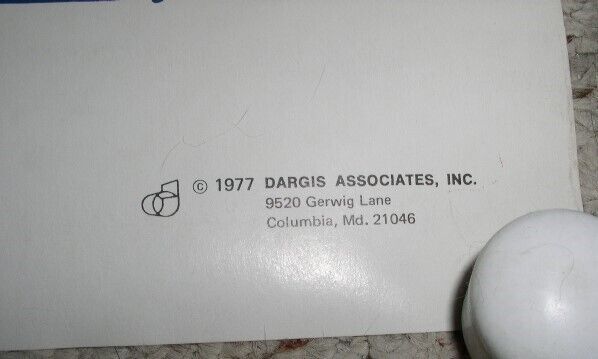 © 1977 DARGIS ASSOCIATES, INC.
9520 Gerwig Lane
Columbia, Md. 21046